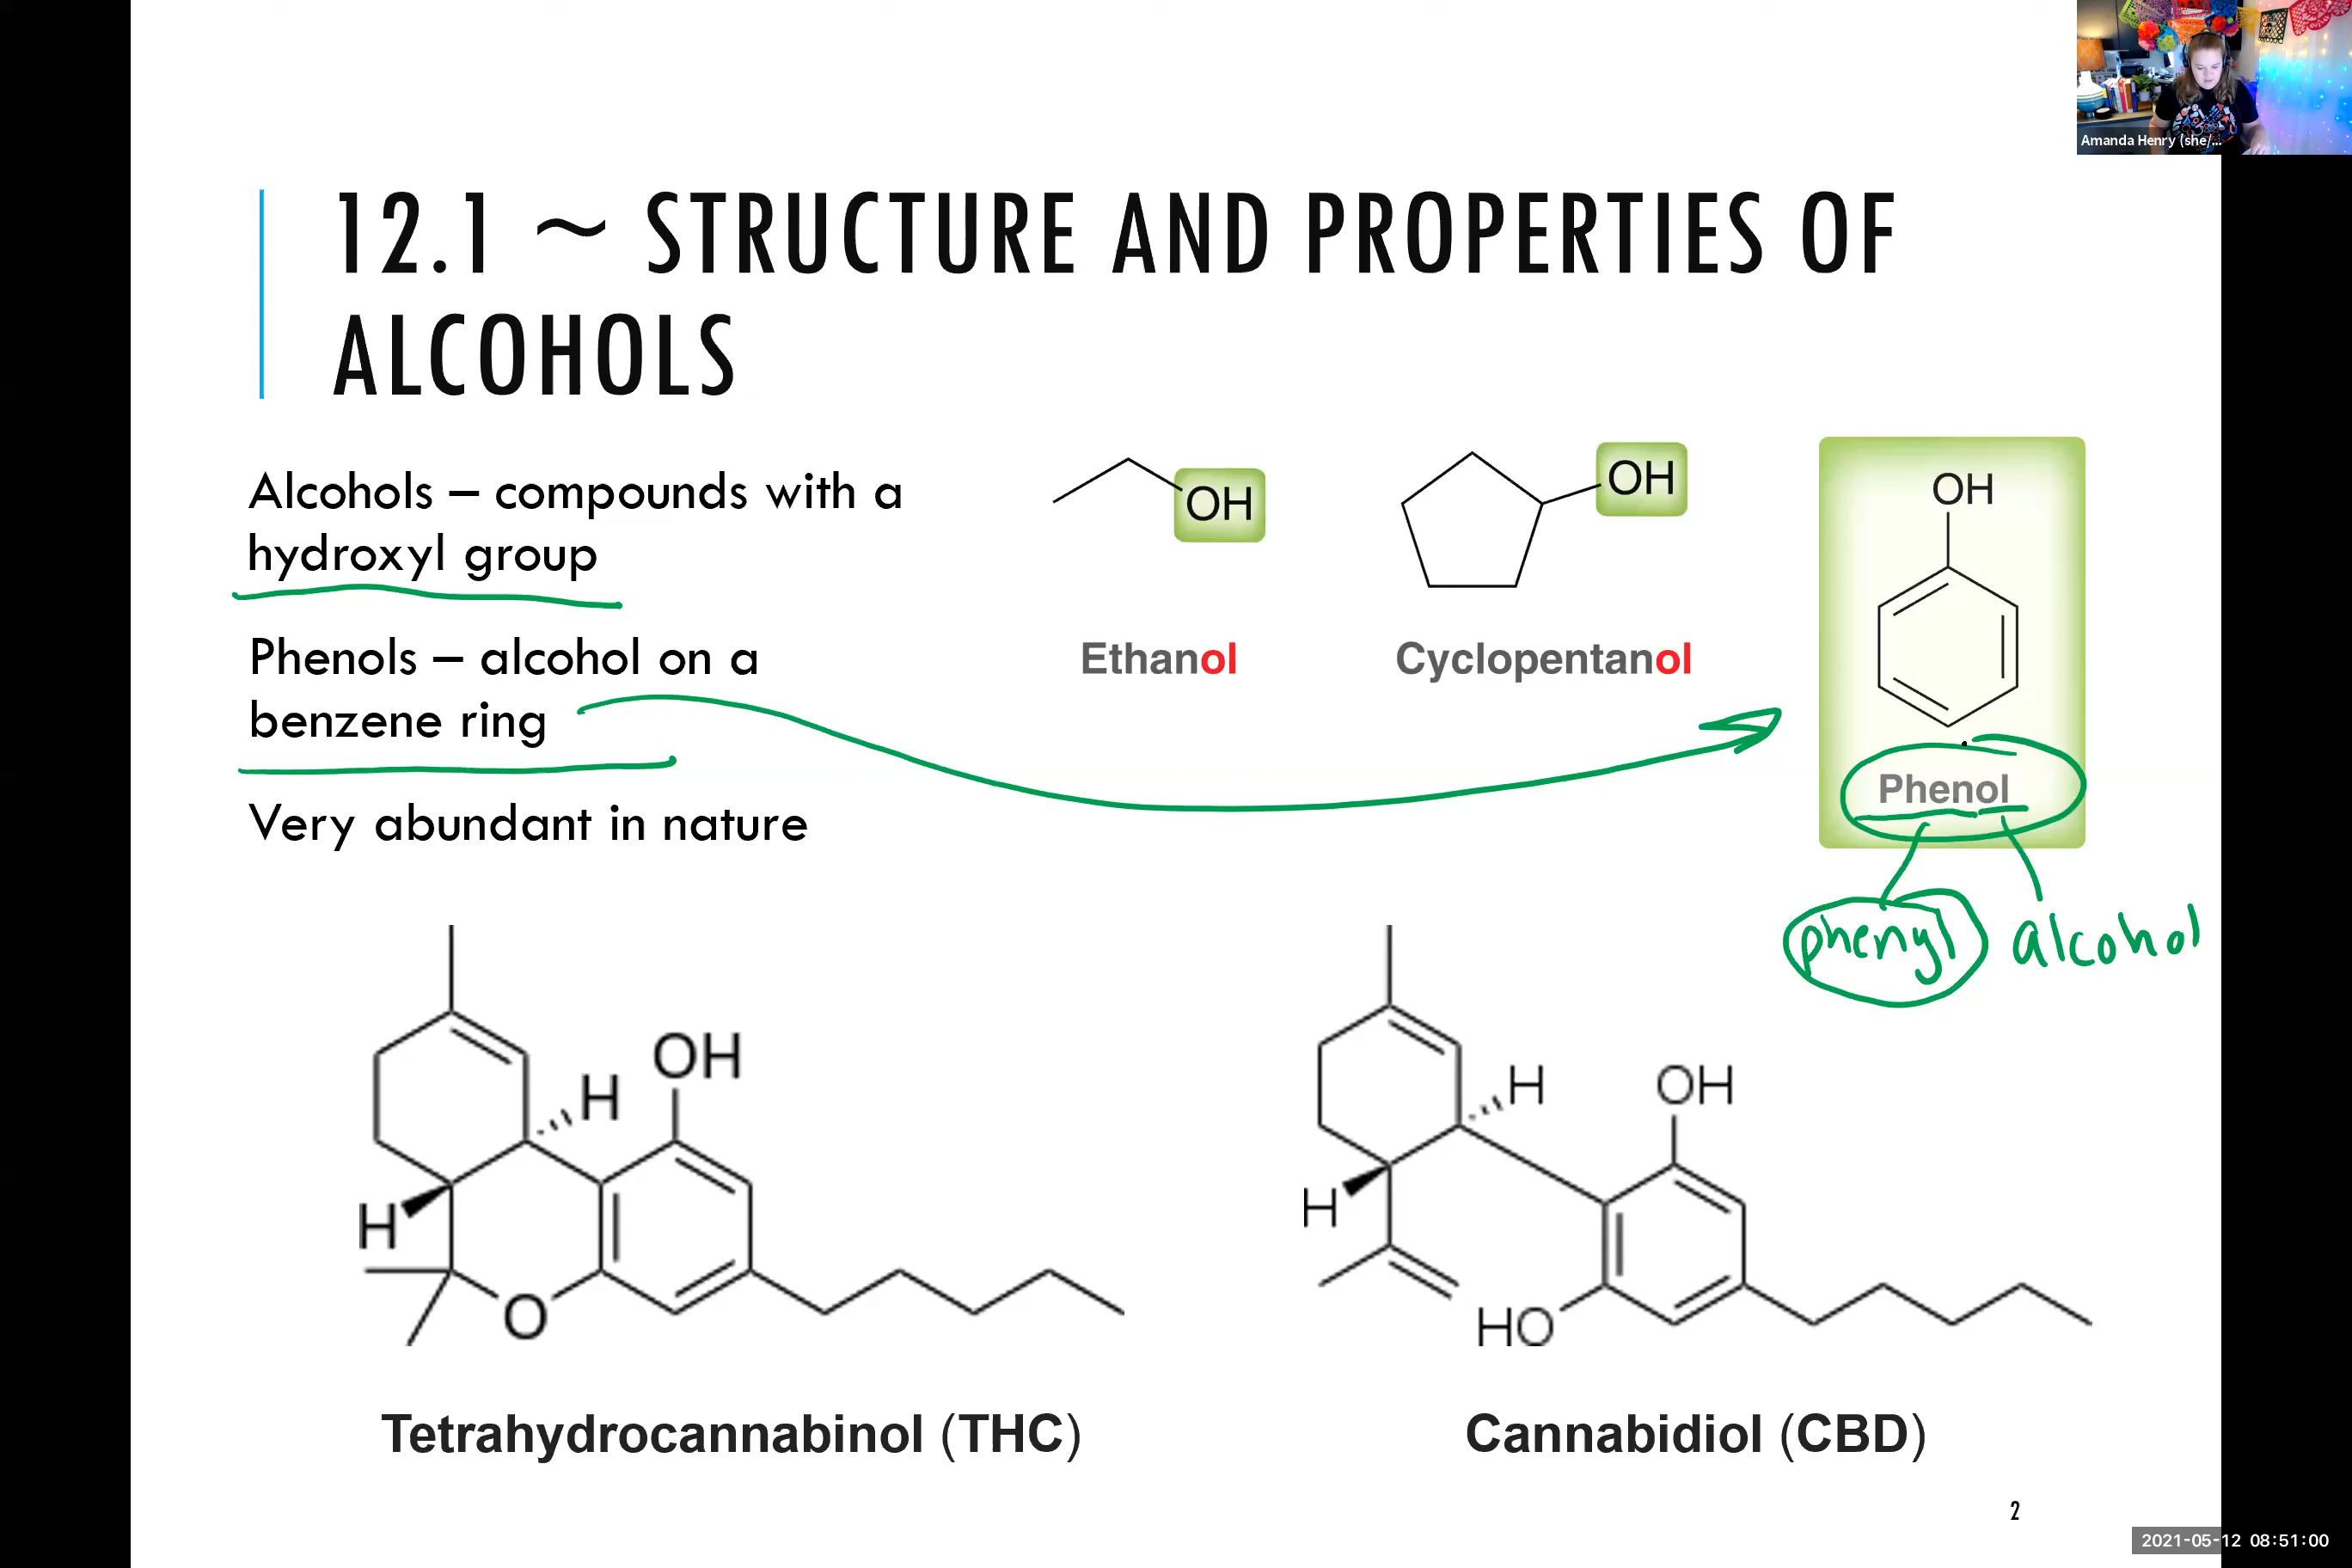 Amanda Henry (she/...
12.1 ~ STRUCTURE AND PROPERTIES OF
ALCOHOLS
Alcohols – compounds with a
hydroxyl group
Phenols – alcohol on a
benzene ring
Very abundant in nature
OH
Ethanol
OH
Cyclopentanol
OH
Phenol
phenyl alcohol
OH
H
H
O
Tetrahydrocannabinol (THC)
H
OH
H
HO
Cannabidiol (CBD)
2
2021-05-12 08:51:00